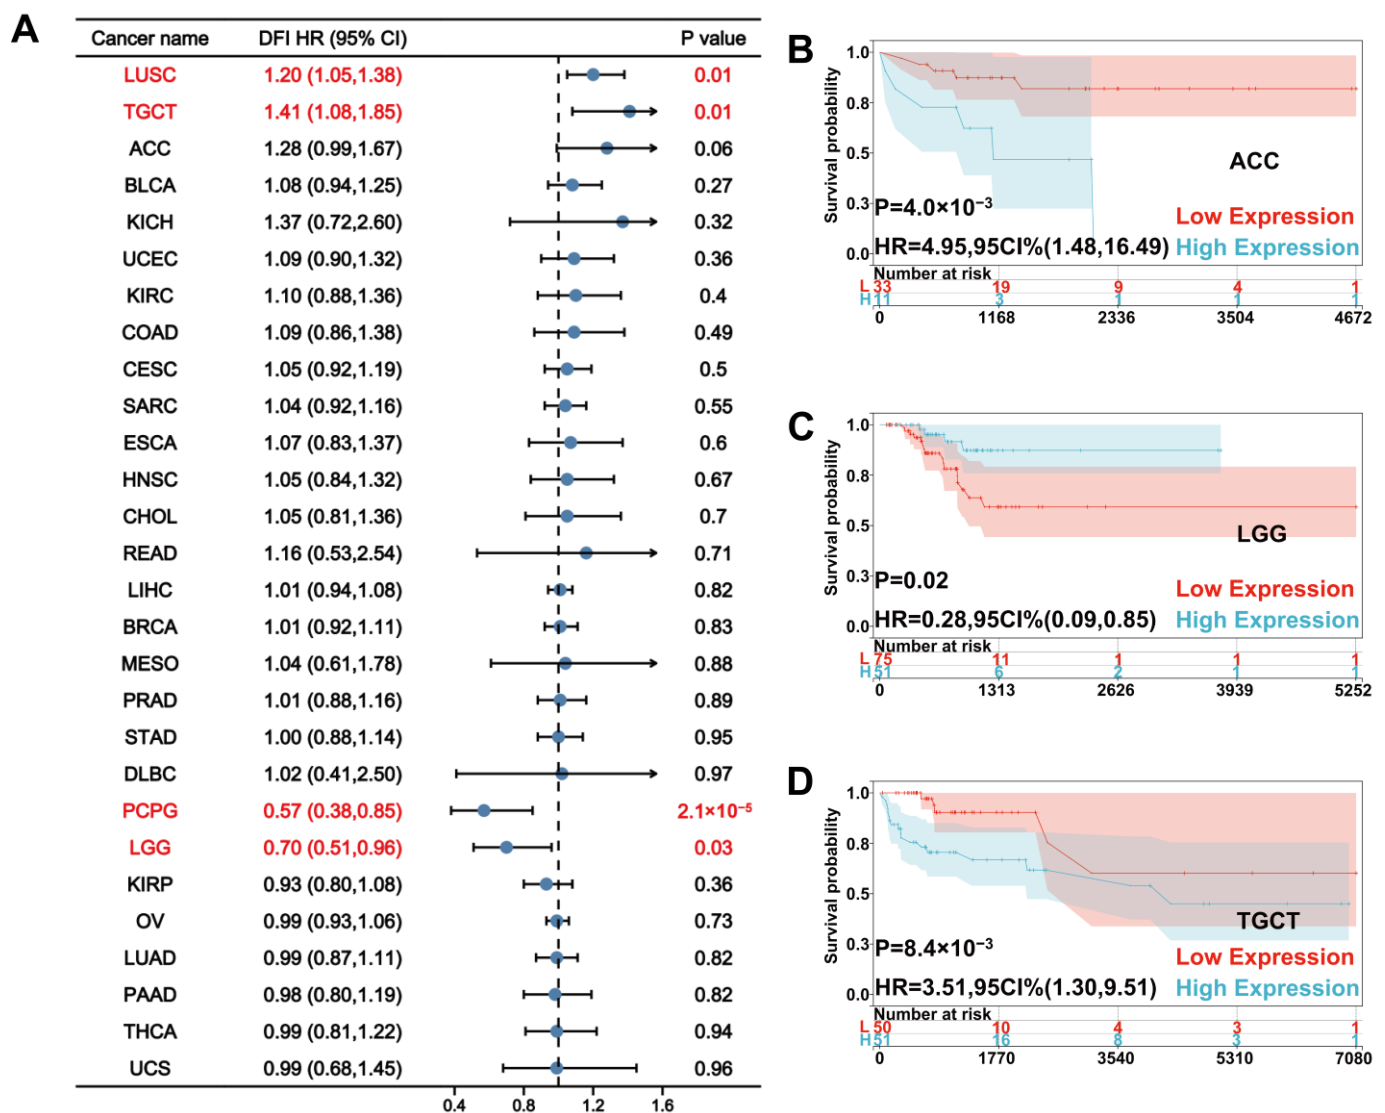 A
Cancer name DFI HR (95% CI) P value
LUSC 1.20 (1.05,1.38) 0.01
TGCT 1.41 (1.08,1.85) 0.01
ACC 1.28 (0.99,1.67) 0.06
BLCA 1.08 (0.94,1.25) 0.27
KICH 1.37 (0.72,2.60) 0.32
UCEC 1.09 (0.90,1.32) 0.36
KIRC 1.10 (0.88,1.36) 0.4
COAD 1.09 (0.86,1.38) 0.49
CESC 1.05 (0.92,1.19) 0.5
SARC 1.04 (0.92,1.16) 0.55
ESCA 1.07 (0.83,1.37) 0.6
HNSC 1.05 (0.84,1.32) 0.67
CHOL 1.05 (0.81,1.36) 0.7
READ 1.16 (0.53,2.54) 0.71
LIHC 1.01 (0.94,1.08) 0.82
BRCA 1.01 (0.92,1.11) 0.83
MESO 1.04 (0.61,1.78) 0.88
PRAD 1.01 (0.88,1.16) 0.89
STAD 1.00 (0.88,1.14) 0.95
DLBC 1.02 (0.41,2.50) 0.97
PCPG 0.57 (0.38,0.85) 2.1×10⁻⁵
LGG 0.70 (0.51,0.96) 0.03
KIRP 0.93 (0.80,1.08) 0.36
OV 0.99 (0.93,1.06) 0.73
LUAD 0.99 (0.87,1.11) 0.82
PAAD 0.98 (0.80,1.19) 0.82
THCA 0.99 (0.81,1.22) 0.94
UCS 0.99 (0.68,1.45) 0.96
0.4 0.8 1.2 1.6
B
Survival probability
1.0
0.8
0.5
0.3
0.0
ACC
P=4.0×10⁻³
Low Expression
HR=4.95,95CI%(1.48,16.49) High Expression
Number at risk
L 33 19 9 4 1
H 11 3 1 1 1
0 1168 2336 3504 4672
C
Survival probability
1.0
0.8
0.5
0.3
0.0
LGG
P=0.02
Low Expression
HR=0.28,95CI%(0.09,0.85) High Expression
Number at risk
L 75 11 1 1 1
H 51 6 2 1 1
0 1313 2626 3939 5252
D
Survival probability
1.0
0.8
0.5
0.3
0.0
TGCT
P=8.4×10⁻³
Low Expression
HR=3.51,95CI%(1.30,9.51) High Expression
Number at risk
L 50 10 4 3 1
H 51 16 8 3 1
0 1770 3540 5310 7080